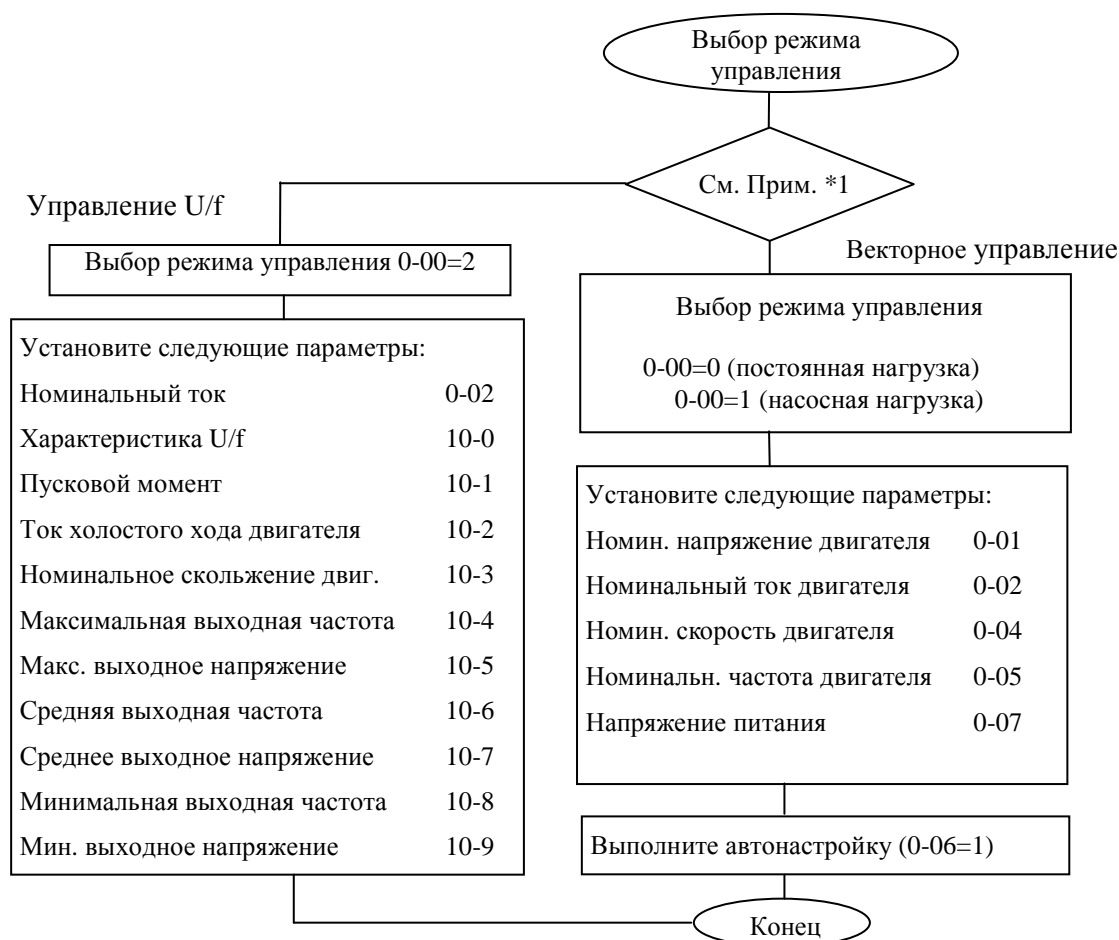 Выбор режима
управления
См. Прим. *1
Управление U/f
Выбор режима управления 0-00=2
Установите следующие параметры:
Номинальный ток 0-02
Характеристика U/f 10-0
Пусковой момент 10-1
Ток холостого хода двигателя 10-2
Номинальное скольжение двиг. 10-3
Максимальная выходная частота 10-4
Макс. выходное напряжение 10-5
Средняя выходная частота 10-6
Среднее выходное напряжение 10-7
Минимальная выходная частота 10-8
Мин. выходное напряжение 10-9
Векторное управление
Выбор режима управления
0-00=0 (постоянная нагрузка)
0-00=1 (насосная нагрузка)
Установите следующие параметры:
Номин. напряжение двигателя 0-01
Номинальный ток двигателя 0-02
Номин. скорость двигателя 0-04
Номинальн. частота двигателя 0-05
Напряжение питания 0-07
Выполните автонастройку (0-06=1)
Конец